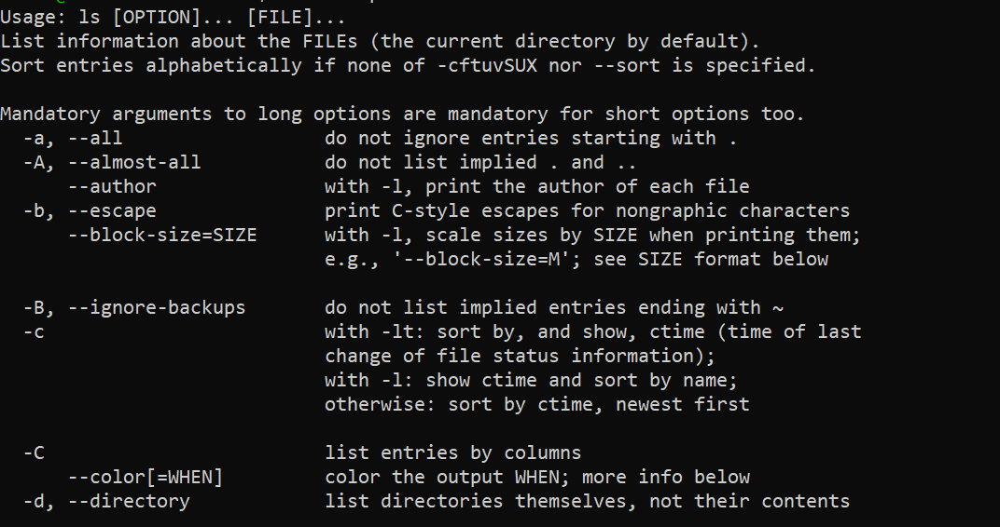 Usage: ls [OPTION]... [FILE]...
List information about the FILEs (the current directory by default).
Sort entries alphabetically if none of -cftuvSUX nor --sort is specified.

Mandatory arguments to long options are mandatory for short options too.
  -a, --all                  do not ignore entries starting with .
  -A, --almost-all           do not list implied . and ..
      --author               with -l, print the author of each file
  -b, --escape               print C-style escapes for nongraphic characters
      --block-size=SIZE      with -l, scale sizes by SIZE when printing them;
                             e.g., '--block-size=M'; see SIZE format below

  -B, --ignore-backups       do not list implied entries ending with ~
  -c                         with -lt: sort by, and show, ctime (time of last
                             change of file status information);
                             with -l: show ctime and sort by name;
                             otherwise: sort by ctime, newest first

  -C                         list entries by columns
      --color[=WHEN]         color the output WHEN; more info below
  -d, --directory            list directories themselves, not their contents